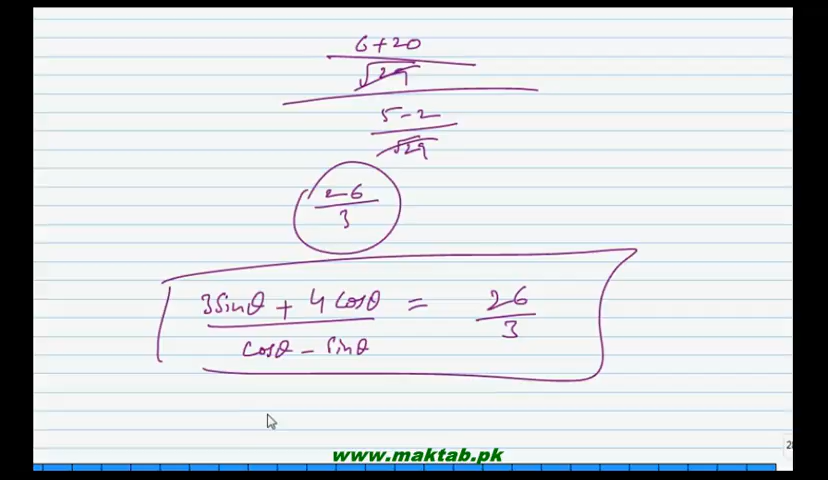 6+20
√29
5-2
√29
26
3
3sinθ + 4cosθ = 26
cosθ - sinθ 3
www.maktab.pk